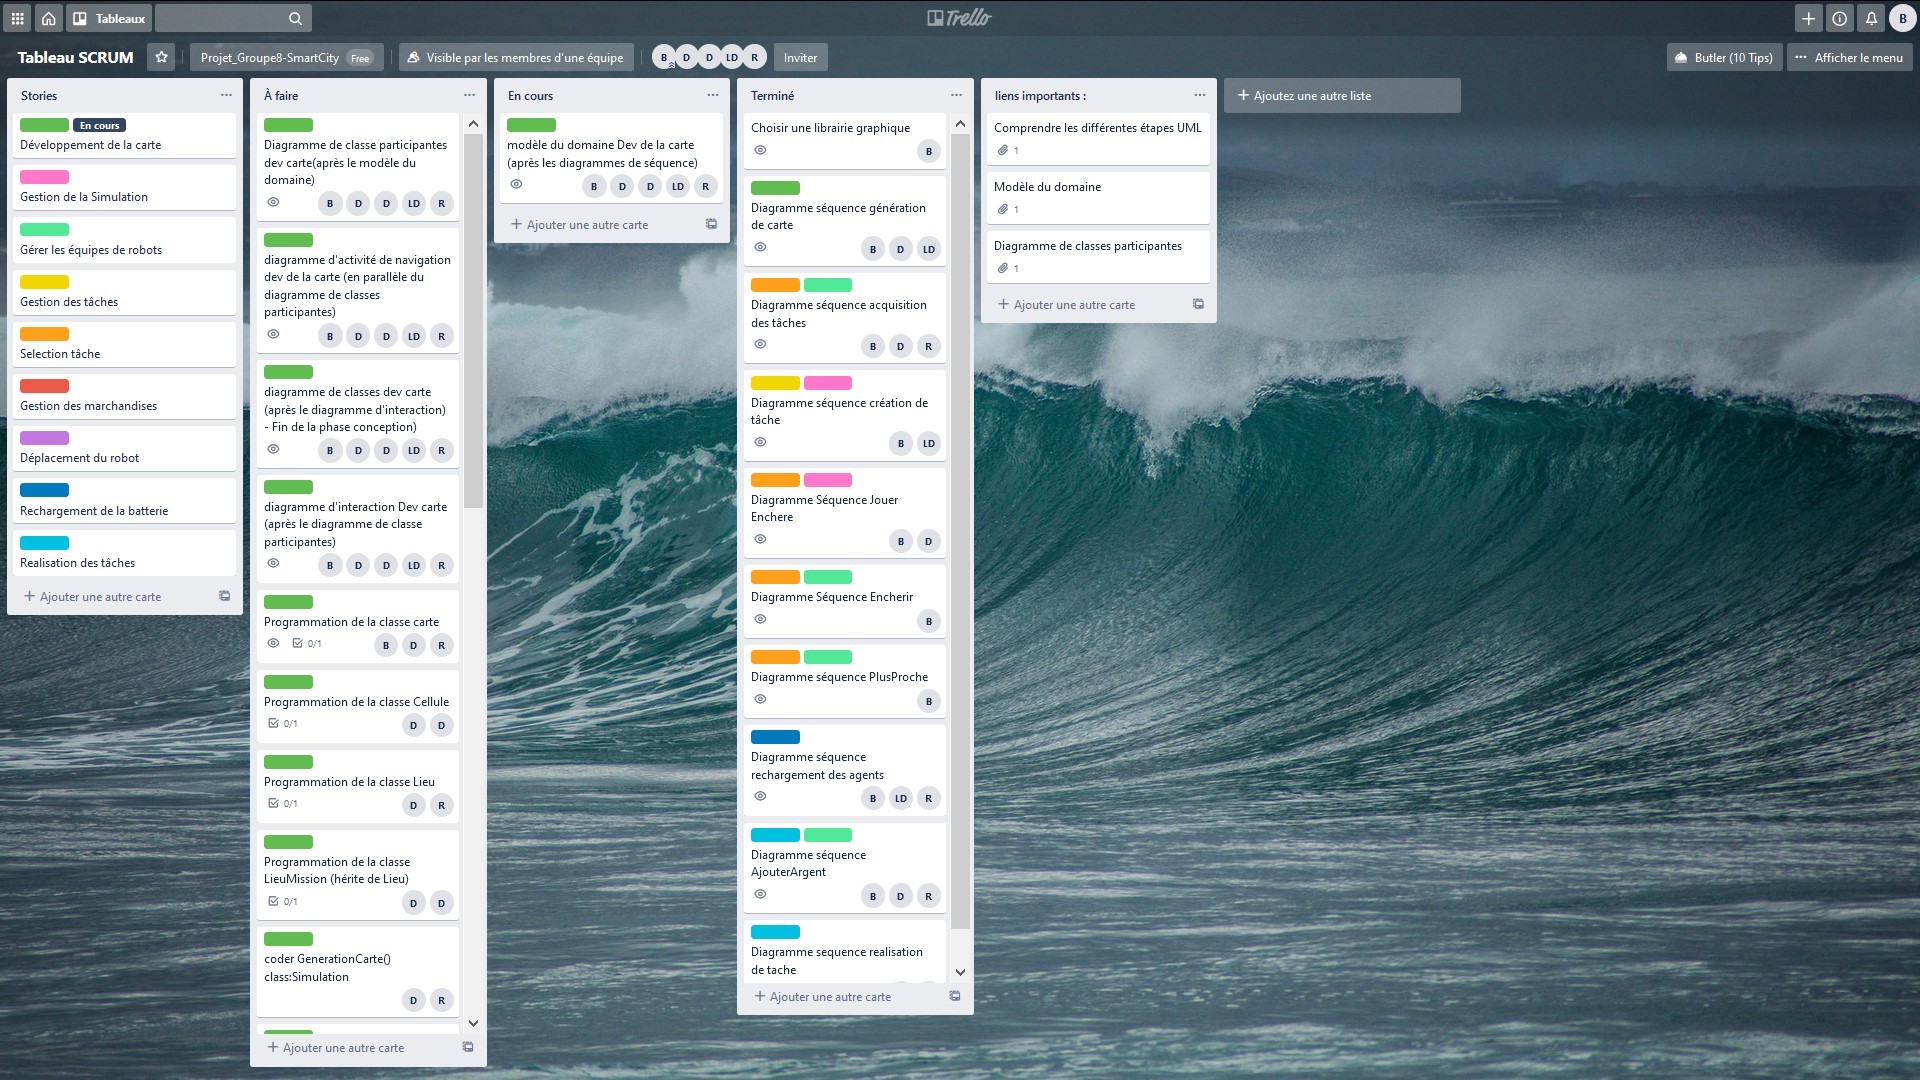 Tableaux
Trello
B
Tableau SCRUM
Projet_Groupe8-SmartCity Free
Visible par les membres d'une équipe
B D D LD R
Inviter
Butler (10 Tips)
Afficher le menu
Stories
En cours
Développement de la carte
Gestion de la Simulation
Gérer les équipes de robots
Gestion des tâches
Selection tâche
Gestion des marchandises
Déplacement du robot
Rechargement de la batterie
Realisation des tâches
Ajouter une autre carte
À faire
Diagramme de classe participantes
dev carte(après le modèle du
domaine)
B D D LD R
diagramme d'activité de navigation
dev de la carte (en parallèle du
diagramme de classes
participantes)
B D D LD R
diagramme de classes dev carte
(après le diagramme d'interaction)
- Fin de la phase conception)
B D D LD R
diagramme d'interaction Dev carte
(après le diagramme de classe
participantes)
B D D LD R
Programmation de la classe carte
0/1 B D R
Programmation de la classe Cellule
0/1 D D
Programmation de la classe Lieu
0/1 D R
Programmation de la classe
LieuMission (hérite de Lieu)
0/1 D D
coder GenerationCarte()
class:Simulation
D R
Ajouter une autre carte
En cours
modèle du domaine Dev de la carte
(après les diagrammes de séquence)
B D D LD R
Ajouter une autre carte
Terminé
Choisir une librairie graphique
B
Diagramme séquence génération
de carte
B D LD
Diagramme séquence acquisition
des tâches
B D R
Diagramme séquence création de
tâche
B LD
Diagramme Séquence Jouer
Enchere
B D
Diagramme Séquence Encherir
B
Diagramme séquence PlusProche
B
Diagramme séquence
rechargement des agents
B LD R
Diagramme séquence
AjouterArgent
B D R
Diagramme sequence realisation
de tache
Ajouter une autre carte
liens importants :
Comprendre les différentes étapes UML
1
Modèle du domaine
1
Diagramme de classes participantes
1
Ajouter une autre carte
Ajoutez une autre liste